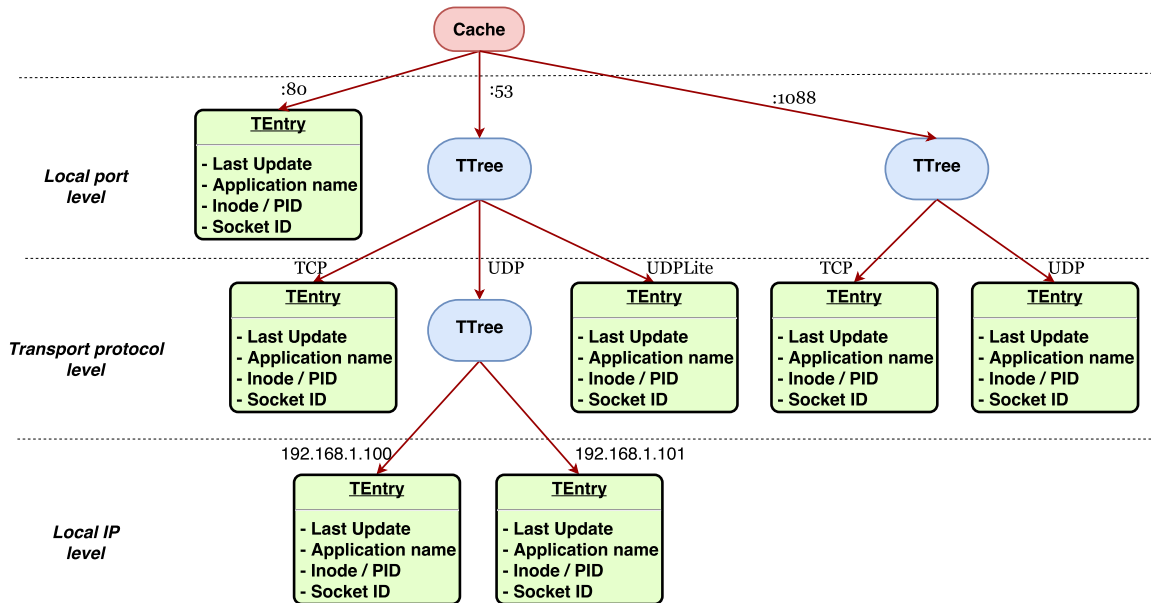 Cache
:80
:53
:1088
TEntry
- Last Update
- Application name
- Inode / PID
- Socket ID
TTree
TTree
Local port
level
TCP
UDP
UDPLite
TCP
UDP
TEntry
- Last Update
- Application name
- Inode / PID
- Socket ID
TTree
TEntry
- Last Update
- Application name
- Inode / PID
- Socket ID
TEntry
- Last Update
- Application name
- Inode / PID
- Socket ID
TEntry
- Last Update
- Application name
- Inode / PID
- Socket ID
Transport protocol
level
192.168.1.100
192.168.1.101
TEntry
- Last Update
- Application name
- Inode / PID
- Socket ID
TEntry
- Last Update
- Application name
- Inode / PID
- Socket ID
Local IP
level